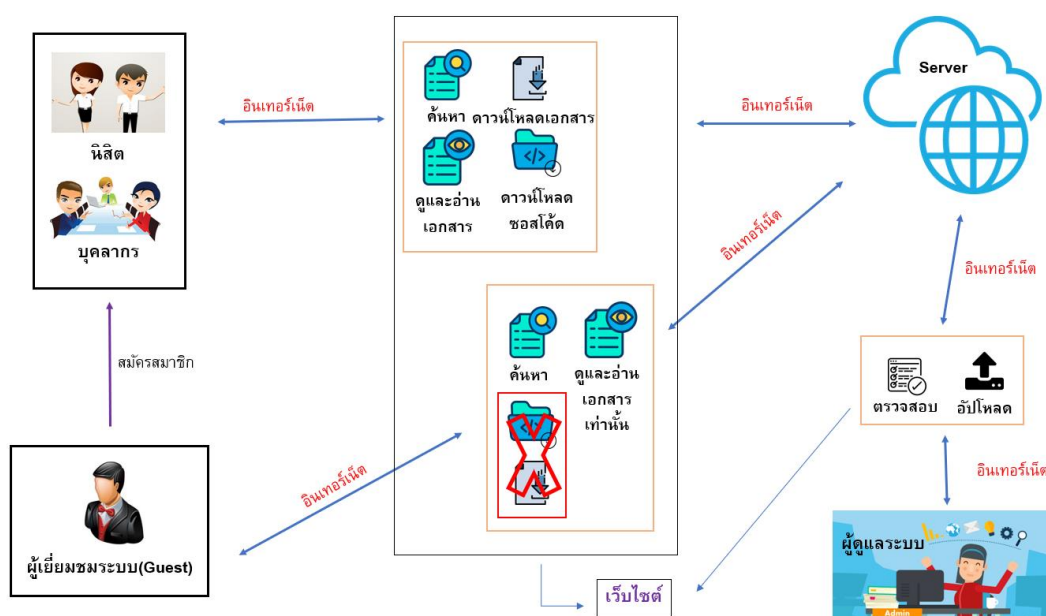 Server
ค้นหา
ดาวน์โหลดเอกสาร
อินเทอร์เน็ต
อินเทอร์เน็ต
นิสิต
ดูและอ่าน
เอกสาร
ดาวน์โหลด
ซอสโค้ด
บุคลากร
อินเทอร์เน็ต
อินเทอร์เน็ต
สมัครสมาชิก
ค้นหา
ดูและอ่าน
เอกสาร
เท่านั้น
ตรวจสอบ
อัปโหลด
อินเทอร์เน็ต
อินเทอร์เน็ต
ผู้เยี่ยมชมระบบ(Guest)
ผู้ดูแลระบบ
เว็บไซต์
Admin